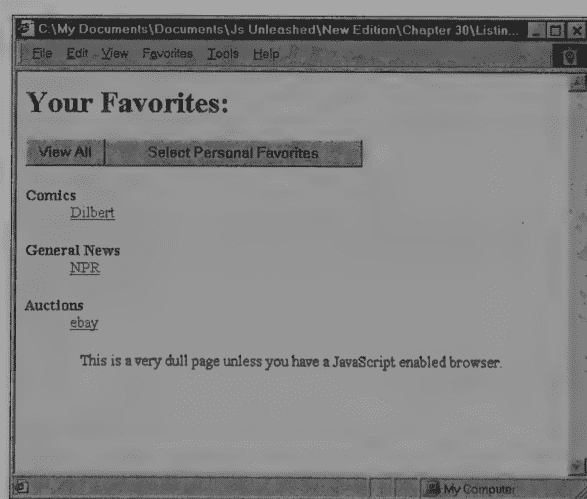 C:\My Documents\Documents\Js Unleashed\New Edition\Chapter 30\Listin...
File Edit View Favorites Tools Help
Your Favorites:
View All Select Personal Favorites
Comics
Dilbert
General News
NPR
Auctions
ebay
This is a very dull page unless you have a JavaScript enabled browser.
My Computer